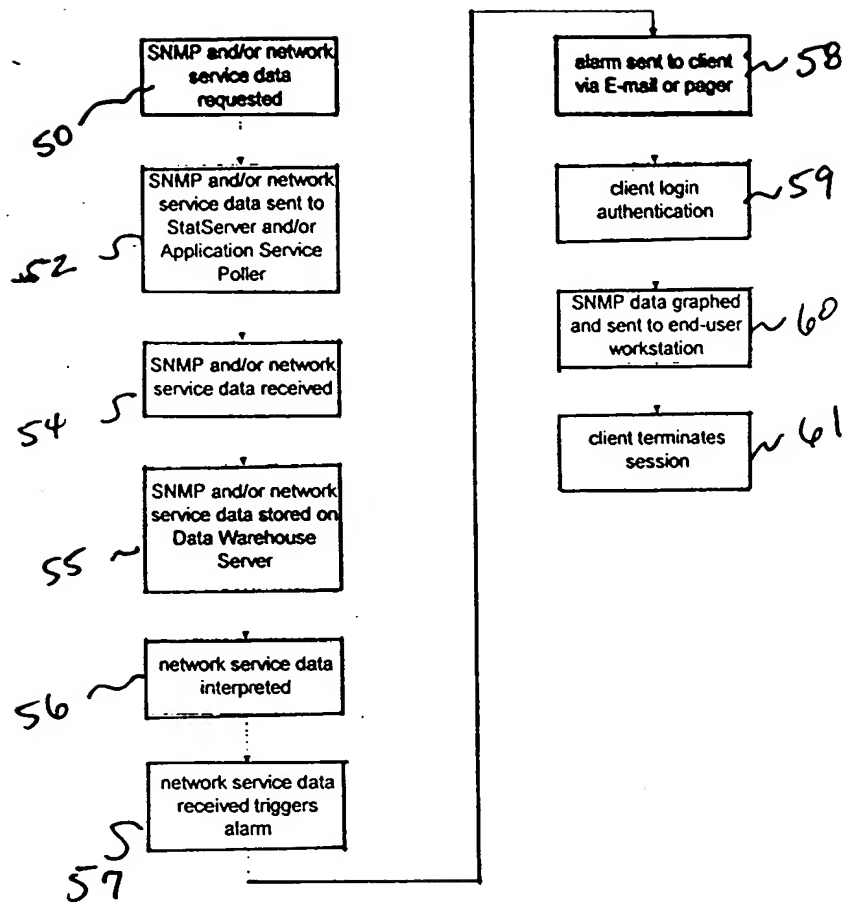 SNMP and/or network
service data
requested
50
SNMP and/or network
service data sent to
StatServer and/or
Application Service
Poller
52
SNMP and/or network
service data received
54
SNMP and/or network
service data stored on
Data Warehouse
Server
55
network service data
interpreted
56
network service data
received triggers
alarm
57
alarm sent to client
via E-mail or pager
58
client login
authentication
59
SNMP data graphed
and sent to end-user
workstation
60
client terminates
session
61